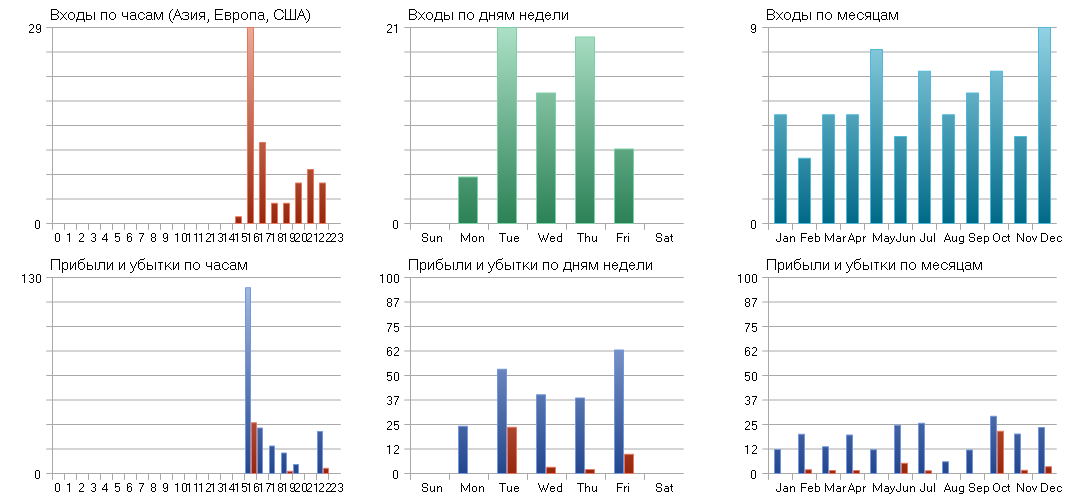 Входы по часам (Азия, Европа, США)
29
0
0 1 2 3 4 5 6 7 8 9 10 11 12 13 14 15 16 17 18 19 20 21 22 23
Входы по дням недели
21
0
Sun Mon Tue Wed Thu Fri Sat
Входы по месяцам
9
0
Jan Feb Mar Apr May Jun Jul Aug Sep Oct Nov Dec
Прибыли и убытки по часам
130
0
0 1 2 3 4 5 6 7 8 9 10 11 12 13 14 15 16 17 18 19 20 21 22 23
Прибыли и убытки по дням недели
100
87
75
62
50
37
25
12
0
Sun Mon Tue Wed Thu Fri Sat
Прибыли и убытки по месяцам
100
87
75
62
50
37
25
12
0
Jan Feb Mar Apr May Jun Jul Aug Sep Oct Nov Dec